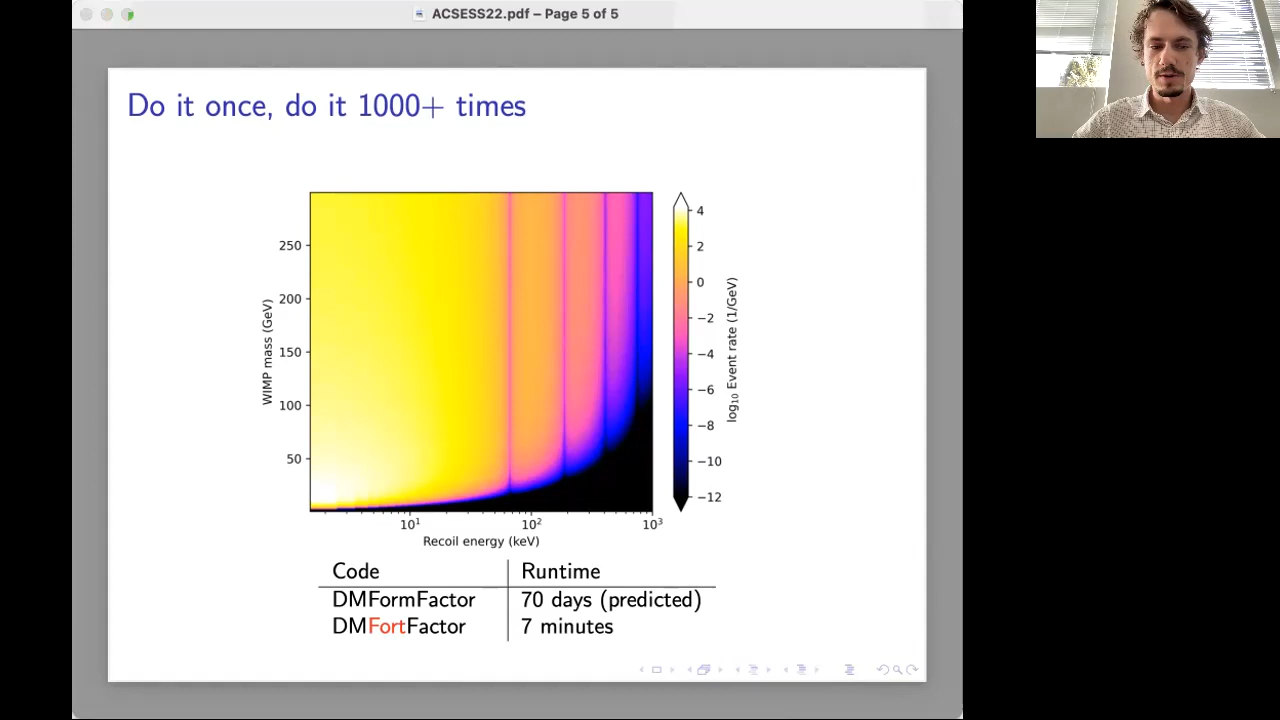 ACSESS22.pdf – Page 5 of 5
Do it once, do it 1000+ times
250
200
150
100
50
WIMP mass (GeV)
10¹ 10² 10³
Recoil energy (keV)
4
2
0
−2
−4
−6
−8
−10
−12
log₁₀ Event rate (1/GeV)
Code Runtime
DMFormFactor 70 days (predicted)
DMFortFactor 7 minutes